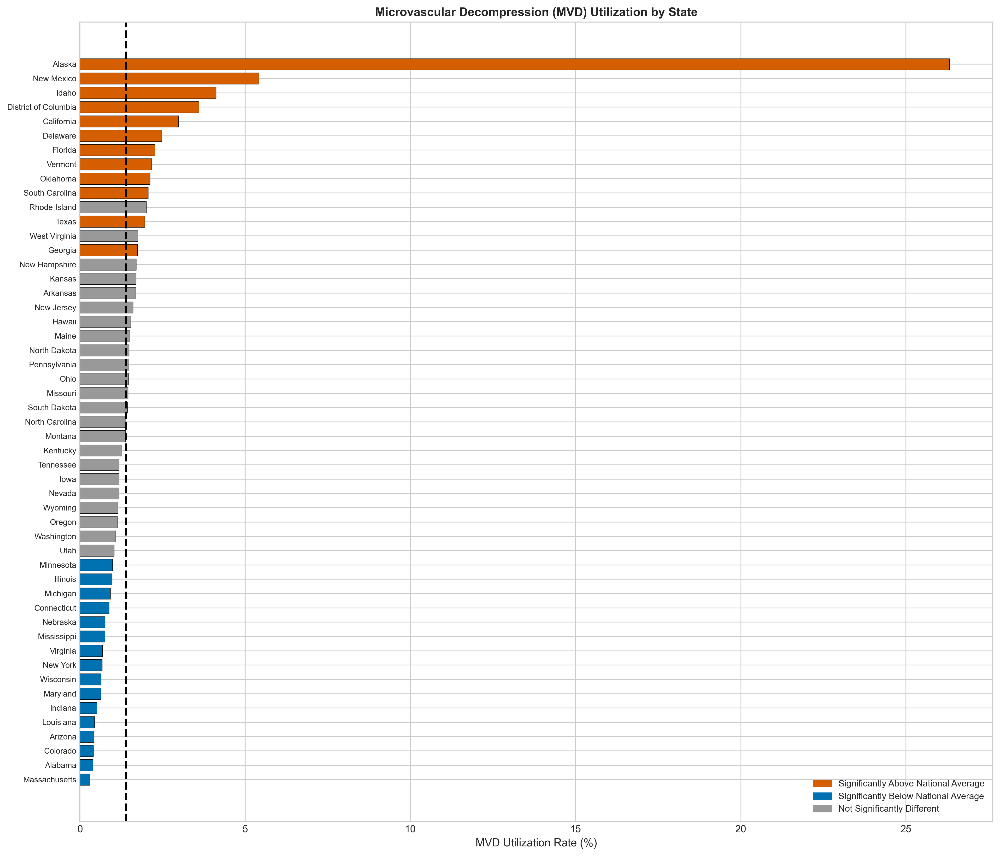 Microvascular Decompression (MVD) Utilization by State
Alaska
New Mexico
Idaho
District of Columbia
California
Delaware
Florida
Vermont
Oklahoma
South Carolina
Rhode Island
Texas
West Virginia
Georgia
New Hampshire
Kansas
Arkansas
New Jersey
Hawaii
Maine
North Dakota
Pennsylvania
Ohio
Missouri
South Dakota
North Carolina
Montana
Kentucky
Tennessee
Iowa
Nevada
Wyoming
Oregon
Washington
Utah
Minnesota
Illinois
Michigan
Connecticut
Nebraska
Mississippi
Virginia
New York
Wisconsin
Maryland
Indiana
Louisiana
Arizona
Colorado
Alabama
Massachusetts
Significantly Above National Average
Significantly Below National Average
Not Significantly Different
0 5 10 15 20 25
MVD Utilization Rate (%)